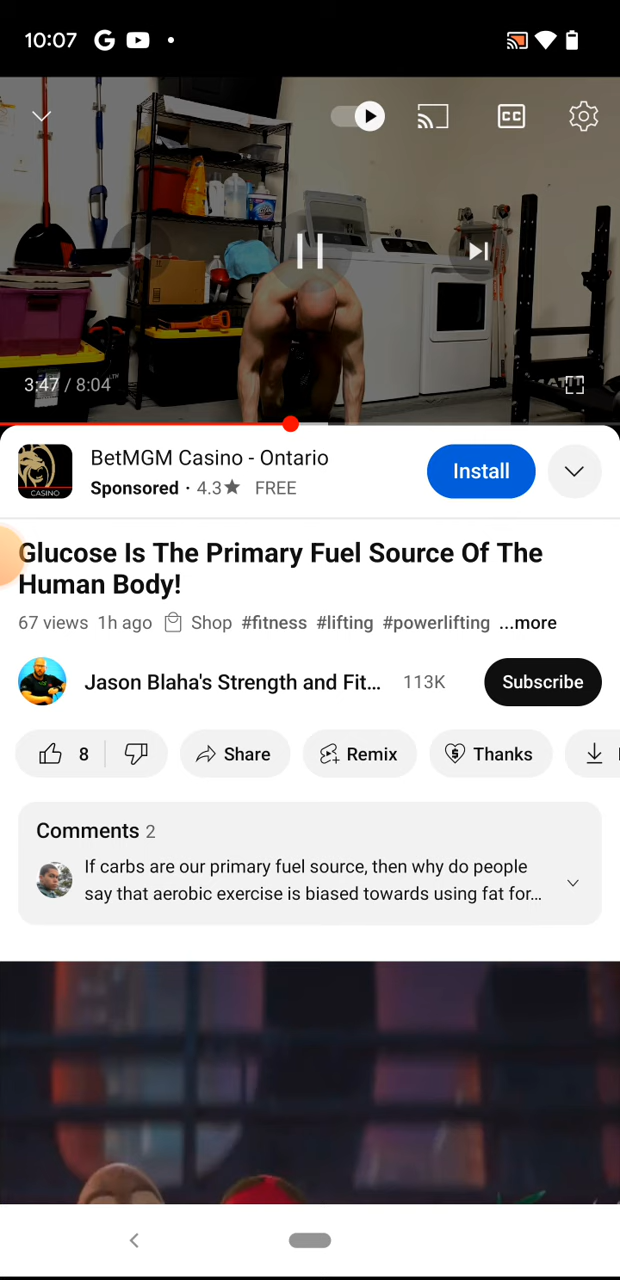 10:07
CC
3:47 / 8:04
CASINO
BetMGM Casino - Ontario
Sponsored · 4.3★ FREE
Install
Glucose Is The Primary Fuel Source Of The
Human Body!
67 views 1h ago Shop #fitness #lifting #powerlifting ...more
Jason Blaha's Strength and Fit... 113K
Subscribe
8
Share
Remix
Thanks
Comments 2
If carbs are our primary fuel source, then why do people
say that aerobic exercise is biased towards using fat for...